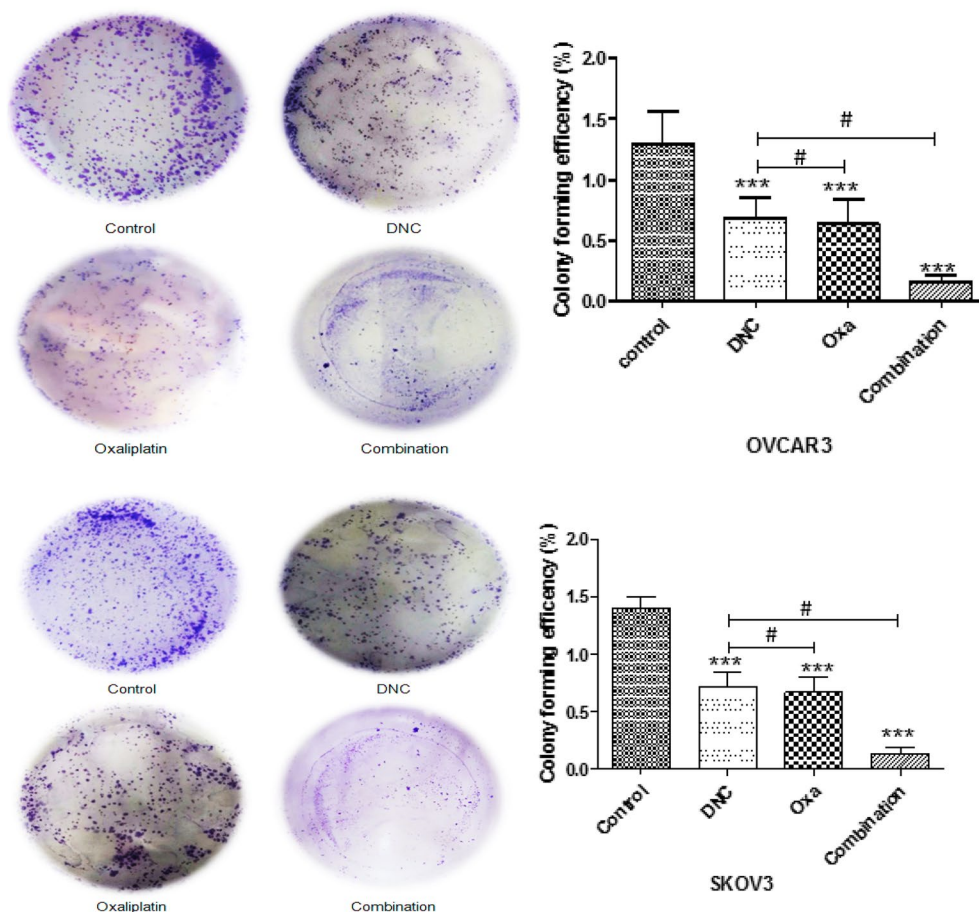 Control
DNC
Oxaliplatin
Combination
Colony forming efficency (%)
2.0
1.5
1.0
0.5
0.0
#
#
***
***
***
control
DNC
Oxa
Combination
OVCAR3
Control
DNC
Oxaliplatin
Combination
Colony forming efficency (%)
2.0
1.5
1.0
0.5
0.0
#
#
***
***
***
Control
DNC
Oxa
Combination
SKOV3